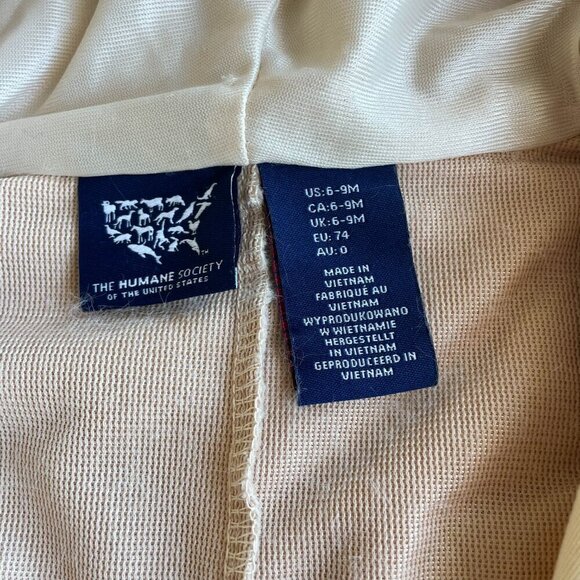 THE HUMANE SOCIETY
OF THE UNITED STATES
US: 6-9M
CA: 6-9M
UK: 6-9M
EU: 74
AU: 0
MADE IN
VIETNAM
FABRIQUÉ AU
VIETNAM
WYPRODUKOWANO
W WIETNAMIE
HERGESTELLT
IN VIETNAM
GEPRODUCEERD IN
VIETNAM